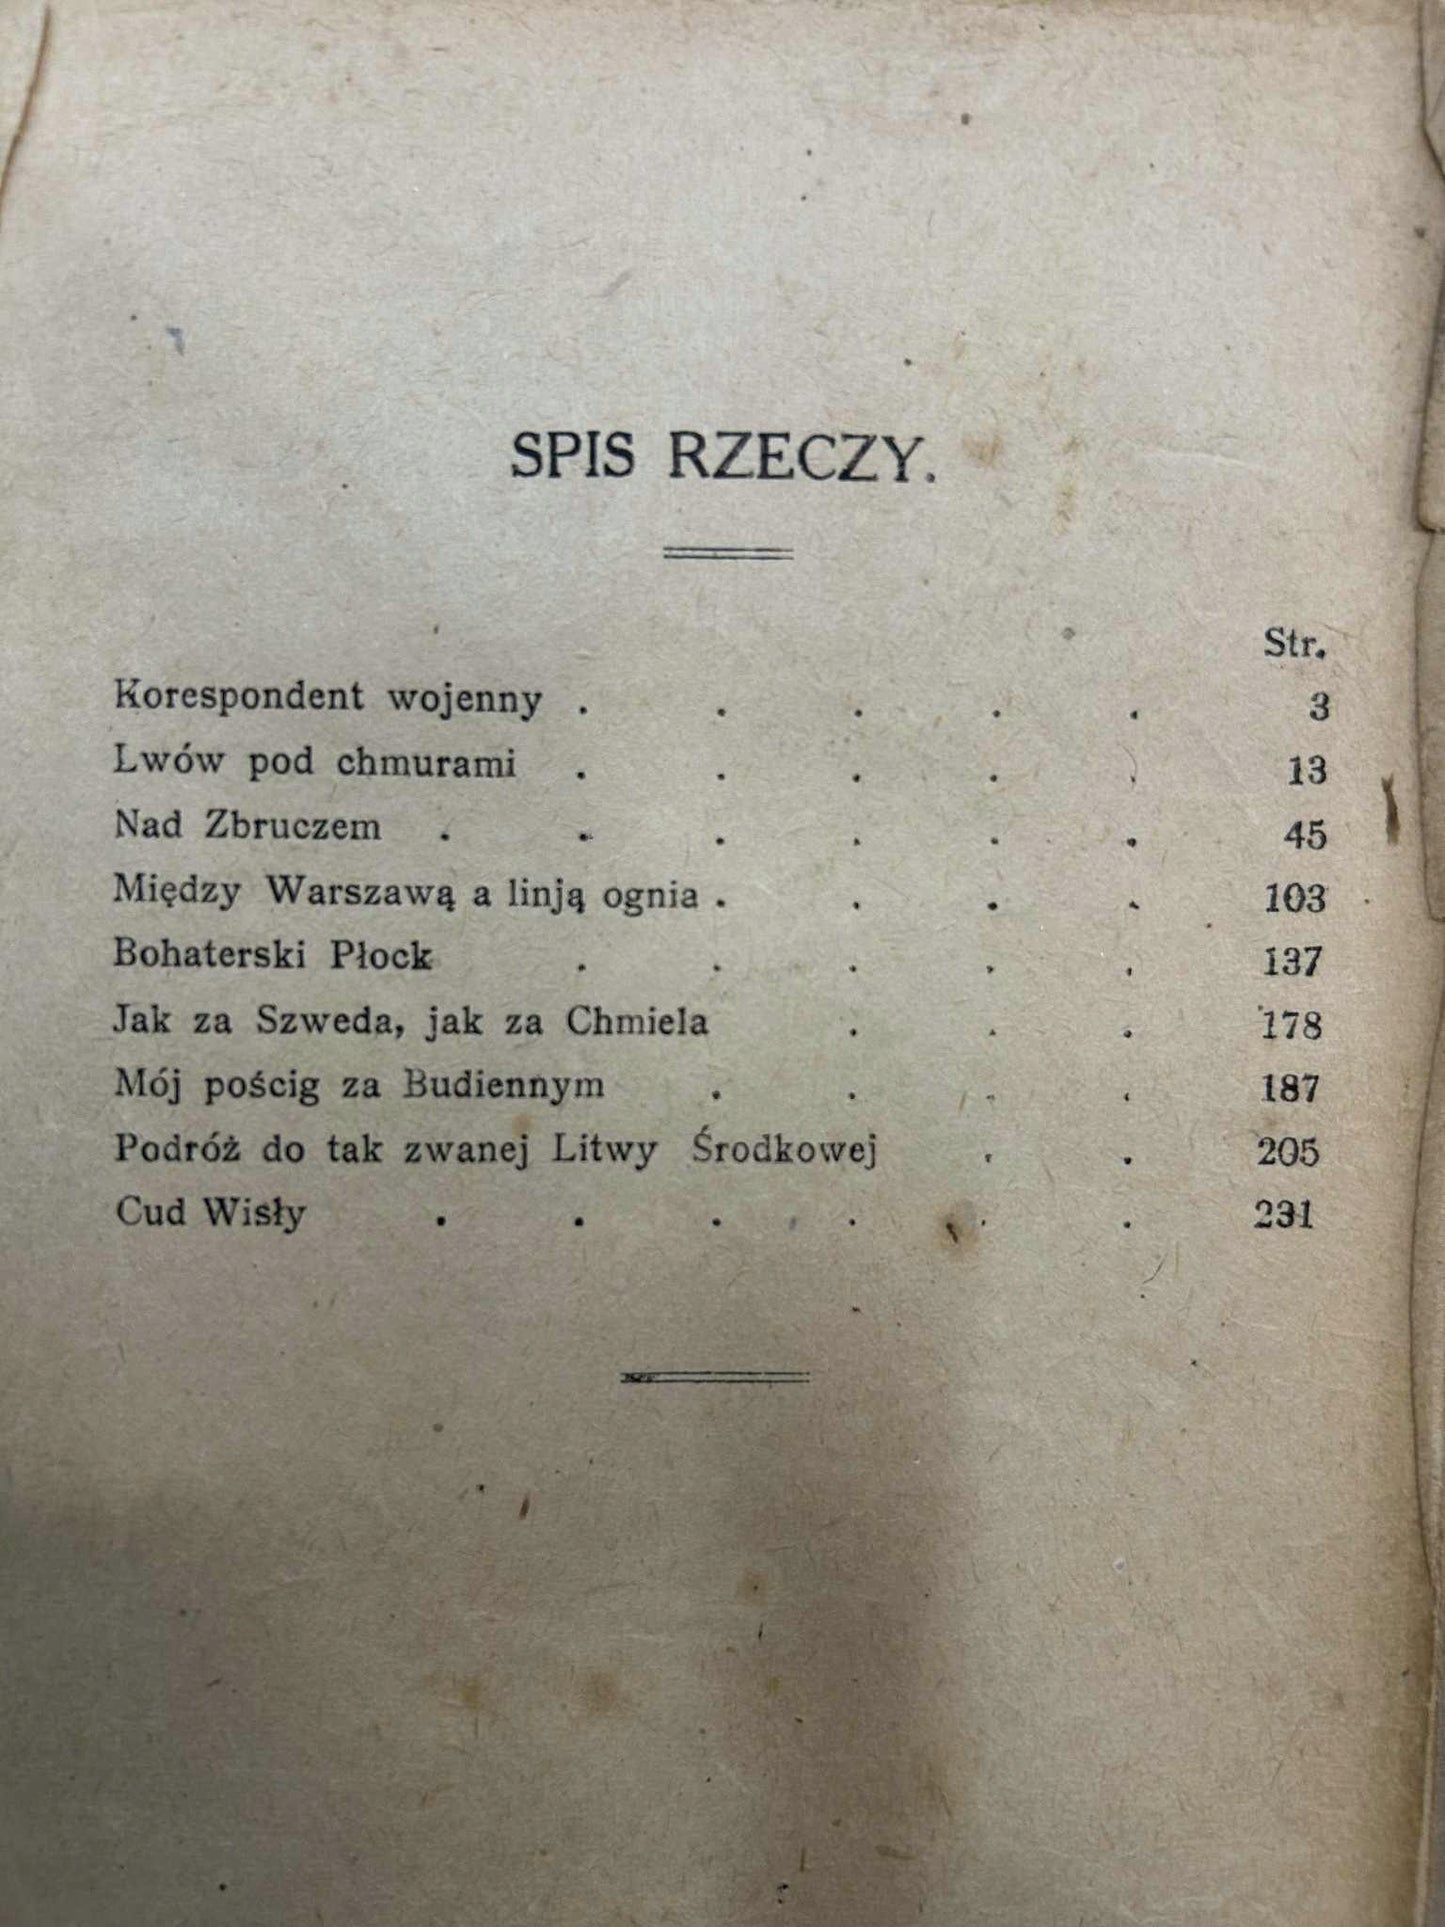 SPIS RZECZY.
Str.
Korespondent wojenny . . . . . 3
Lwów pod chmurami . . . . . 13
Nad Zbruczem . . . . . . 45
Między Warszawą a linją ognia . . . . 103
Bohaterski Płock . . . . . 137
Jak za Szweda, jak za Chmiela . . . 178
Mój pościg za Budiennym . . . . 187
Podróż do tak zwanej Litwy Środkowej . . 205
Cud Wisły . . . . . . 231